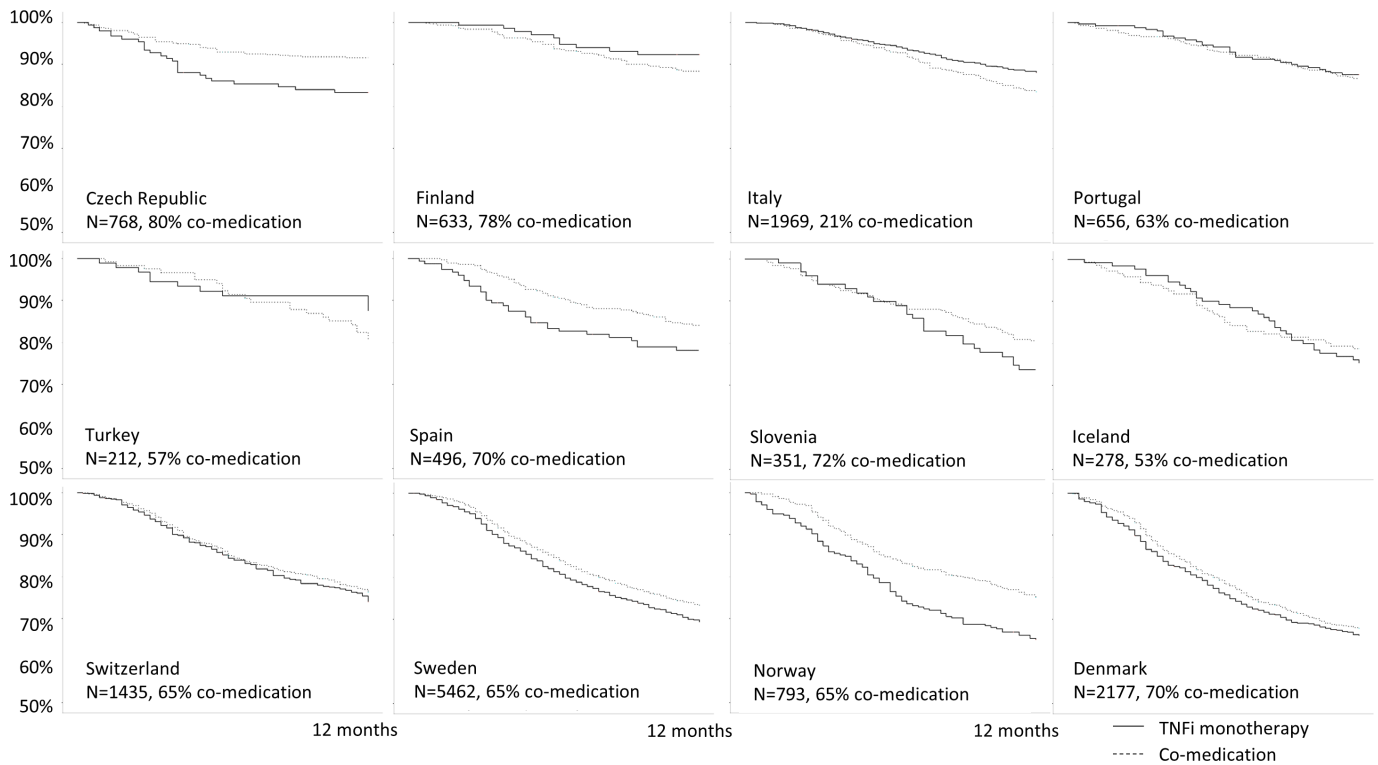 100%
90%
80%
70%
60%
50%
Czech Republic
N=768, 80% co-medication
Finland
N=633, 78% co-medication
Italy
N=1969, 21% co-medication
Portugal
N=656, 63% co-medication
100%
90%
80%
70%
60%
50%
Turkey
N=212, 57% co-medication
Spain
N=496, 70% co-medication
Slovenia
N=351, 72% co-medication
Iceland
N=278, 53% co-medication
100%
90%
80%
70%
60%
50%
Switzerland
N=1435, 65% co-medication
Sweden
N=5462, 65% co-medication
Norway
N=793, 65% co-medication
Denmark
N=2177, 70% co-medication
12 months
12 months
12 months
TNFi monotherapy
Co-medication